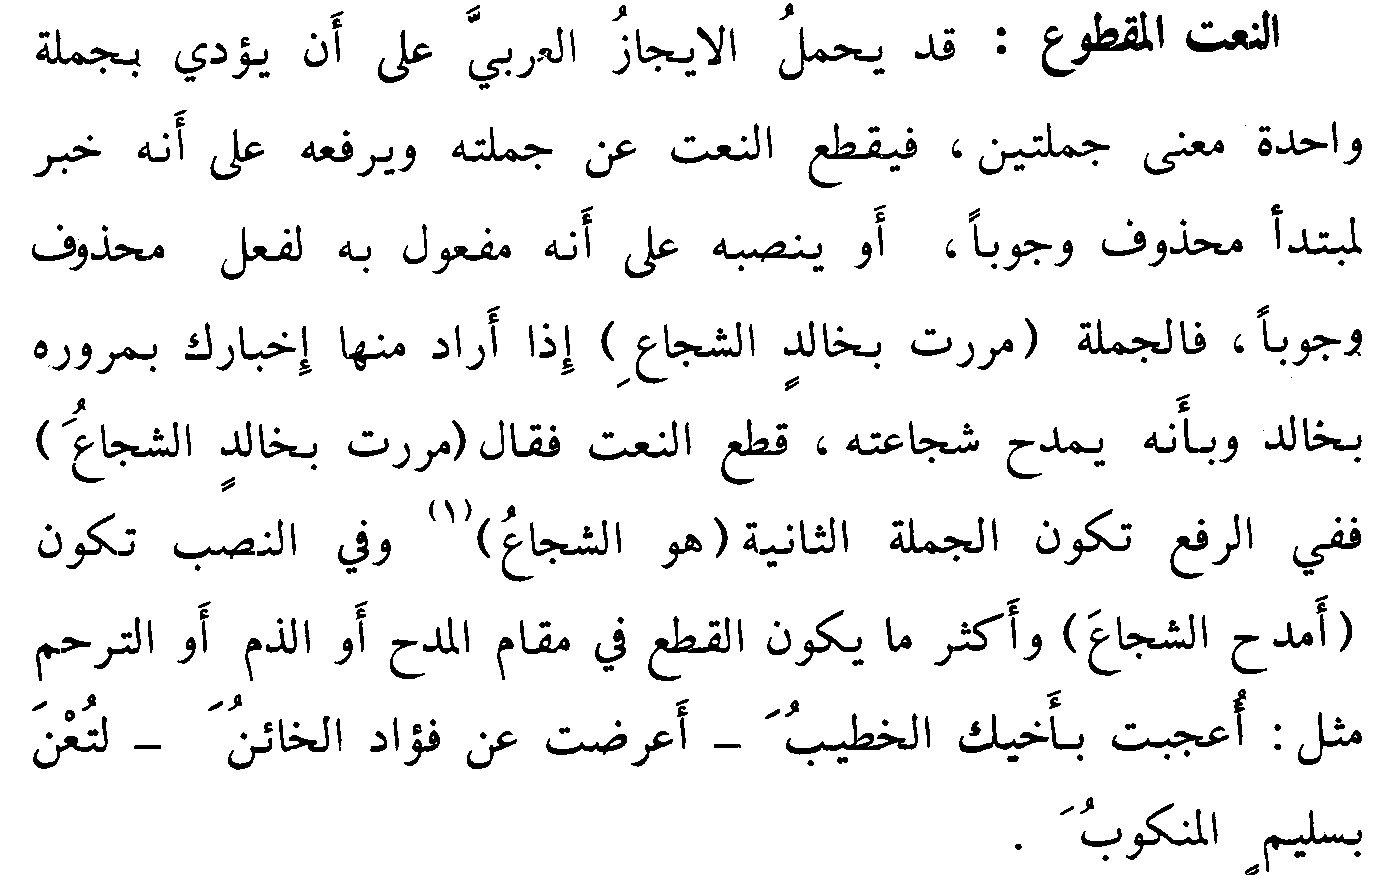 النعت المقطوع : قد يحملُ الايجازُ العربيَّ على أَن يؤدي بجملة
واحدة معنى جملتين ، فيقطع النعت عن جملته ويرفعه على أَنه خبر
لمبتدأ محذوف وجوباً ، أَو ينصبه على أَنه مفعول به لفعل محذوف
وجوباً ، فالجملة ( مررت بخالدٍ الشجاعِ ) إِذا أَراد منها إِخبارك بمروره
بخالد وبأَنه يمدح شجاعته ، قطع النعت فقال ( مررت بخالدٍ الشجاعُ َ )
ففي الرفع تكون الجملة الثانية ( هو الشجاعُ )(١) وفي النصب تكون
( أَمدح الشجاعَ ) وأَكثر ما يكون القطع في مقام المدح أَو الذم أَو الترحم
مثل : أُعجبت بأَخيك الخطيبُ َ – أَعرضت عن فؤاد الخائنُ َ – لتُعْنَ
بسليمٍ المنكوبُ َ .